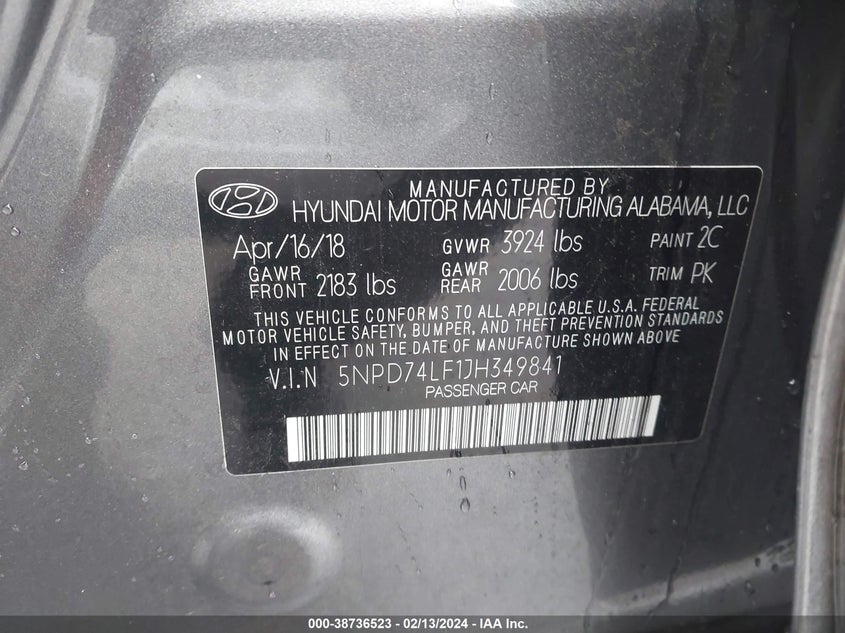 MANUFACTURED BY
HYUNDAI MOTOR MANUFACTURING ALABAMA, LLC
Apr/16/18 GVWR 3924 lbs PAINT 2C
GAWR FRONT 2183 lbs GAWR REAR 2006 lbs TRIM PK
THIS VEHICLE CONFORMS TO ALL APPLICABLE U.S.A. FEDERAL
MOTOR VEHICLE SAFETY, BUMPER, AND THEFT PREVENTION STANDARDS
IN EFFECT ON THE DATE OF MANUFACTURE SHOWN ABOVE
V.I.N 5NPD74LF1JH349841
PASSENGER CAR
000-38736523 - 02/13/2024 - IAA Inc.